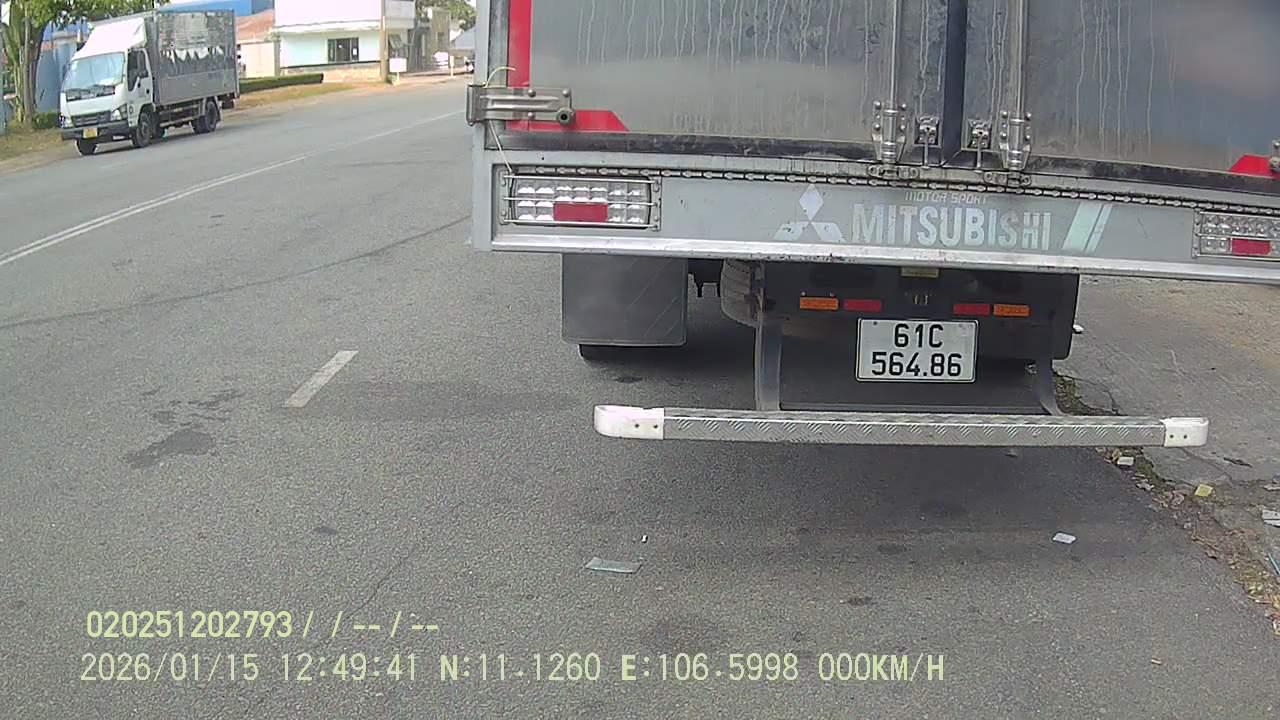 MOTOR SPORT
MITSUBISHI
61C
564.86
020251202793 / / -- / --
2026/01/15 12:49:41 N:11.1260 E:106.5998 000KM/H